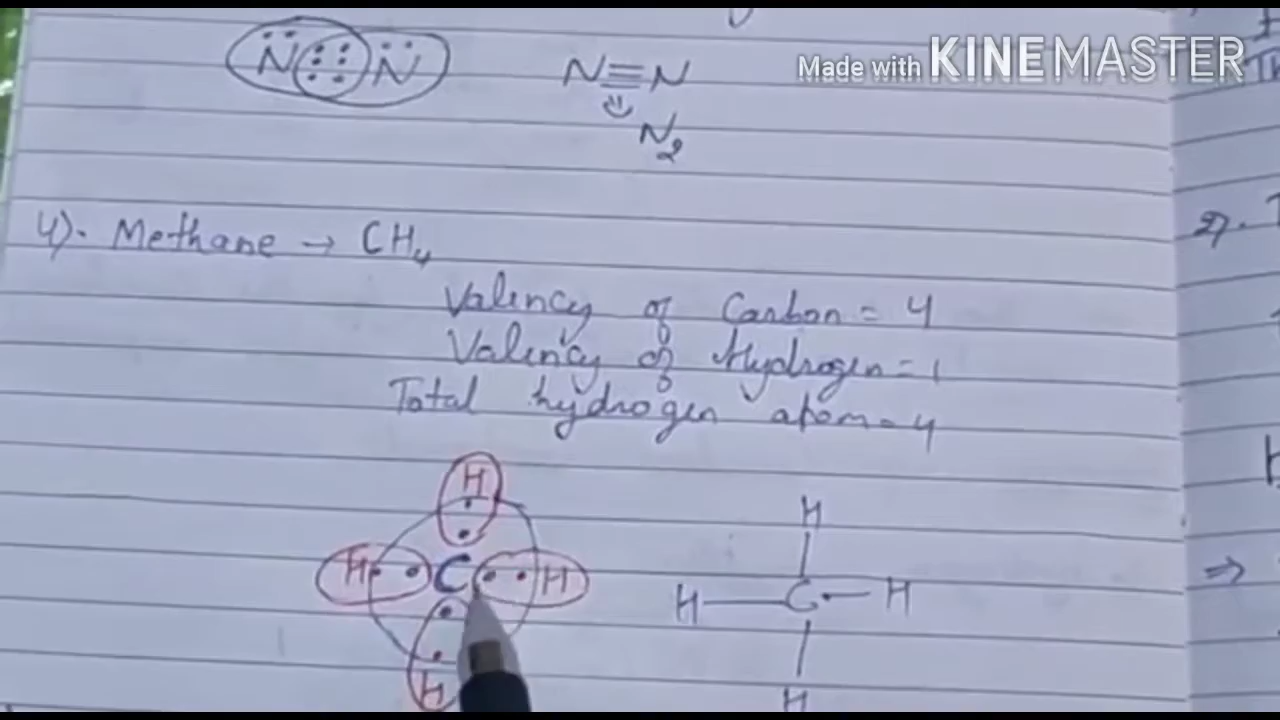 Made with KINEMASTER
N N N≡N
N2
4). Methane → CH4
Valency of Carbon = 4
Valency of Hydrogen = 1
Total hydrogen atom = 4
H
H C H
H
H
H — C — H
H
2).
⇒